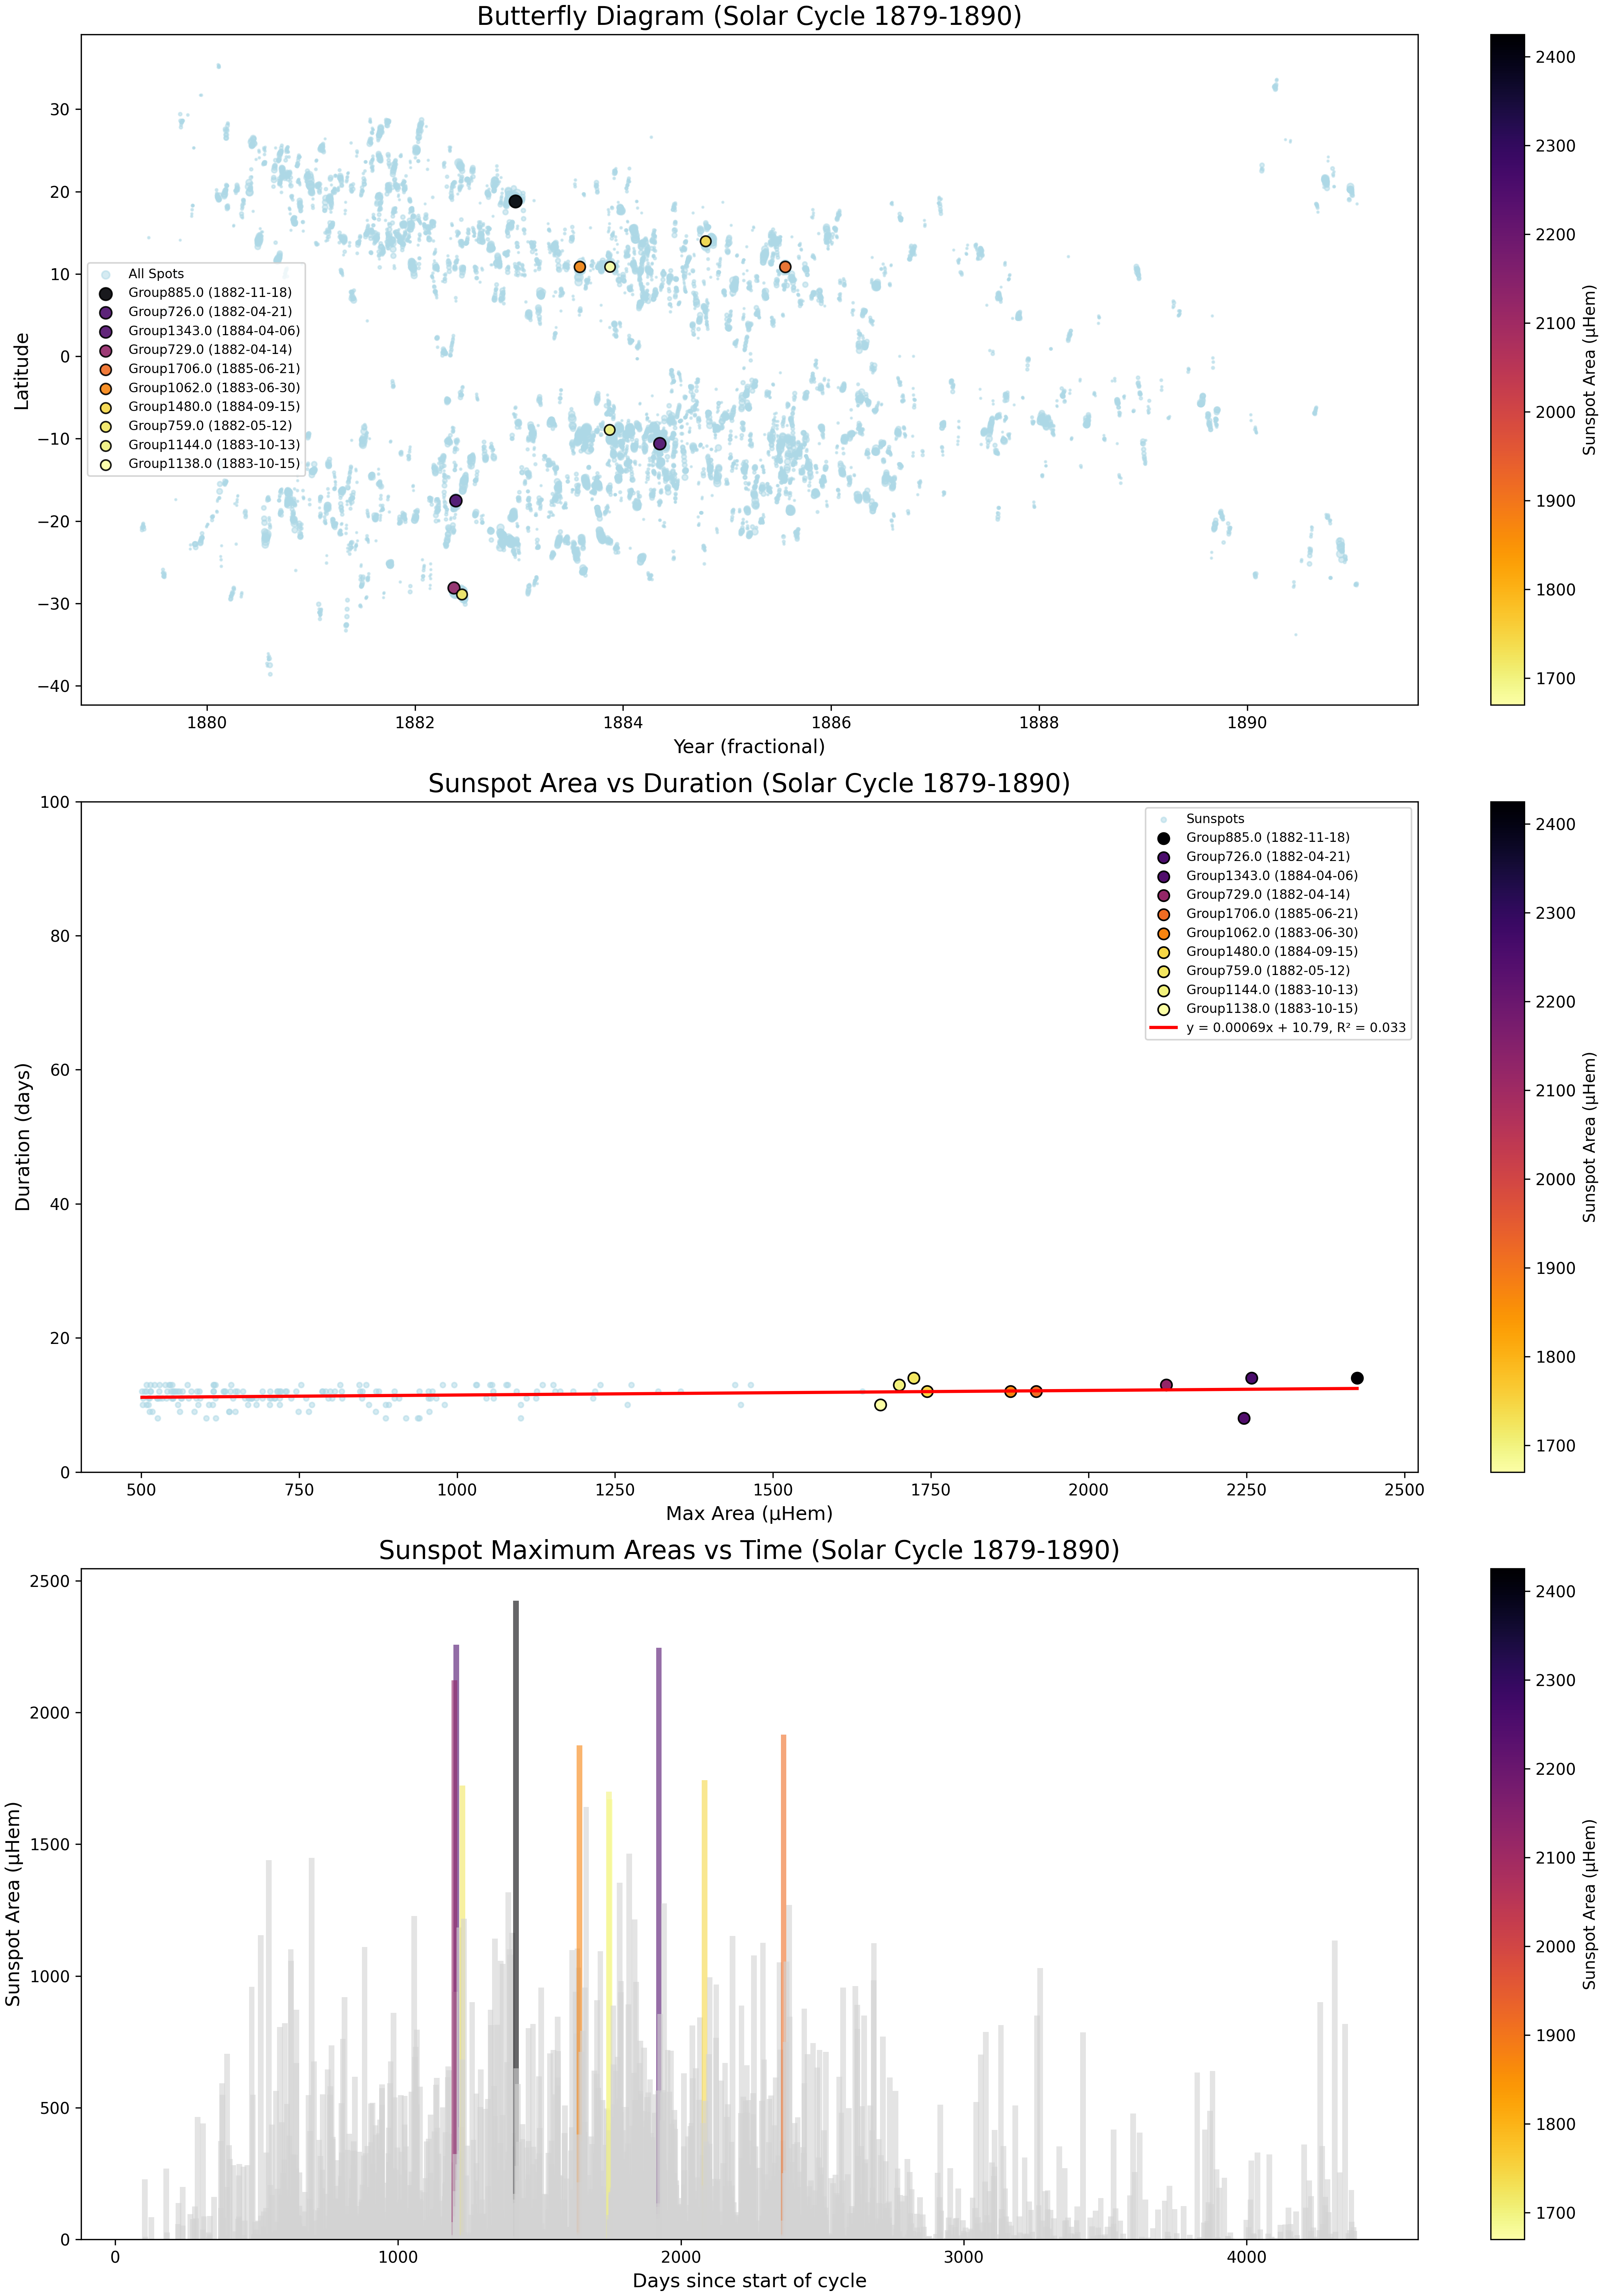 Butterfly Diagram (Solar Cycle 1879-1890)
Latitude
30
20
10
0
−10
−20
−30
−40
All Spots
Group885.0 (1882-11-18)
Group726.0 (1882-04-21)
Group1343.0 (1884-04-06)
Group729.0 (1882-04-14)
Group1706.0 (1885-06-21)
Group1062.0 (1883-06-30)
Group1480.0 (1884-09-15)
Group759.0 (1882-05-12)
Group1144.0 (1883-10-13)
Group1138.0 (1883-10-15)
1880 1882 1884 1886 1888 1890
Year (fractional)
2400
2300
2200
2100
2000
1900
1800
1700
Sunspot Area (µHem)
Sunspot Area vs Duration (Solar Cycle 1879-1890)
Duration (days)
100
80
60
40
20
0
Sunspots
Group885.0 (1882-11-18)
Group726.0 (1882-04-21)
Group1343.0 (1884-04-06)
Group729.0 (1882-04-14)
Group1706.0 (1885-06-21)
Group1062.0 (1883-06-30)
Group1480.0 (1884-09-15)
Group759.0 (1882-05-12)
Group1144.0 (1883-10-13)
Group1138.0 (1883-10-15)
y = 0.00069x + 10.79, R² = 0.033
500 750 1000 1250 1500 1750 2000 2250 2500
Max Area (µHem)
2400
2300
2200
2100
2000
1900
1800
1700
Sunspot Area (µHem)
Sunspot Maximum Areas vs Time (Solar Cycle 1879-1890)
Sunspot Area (µHem)
2500
2000
1500
1000
500
0
0 1000 2000 3000 4000
Days since start of cycle
2400
2300
2200
2100
2000
1900
1800
1700
Sunspot Area (µHem)